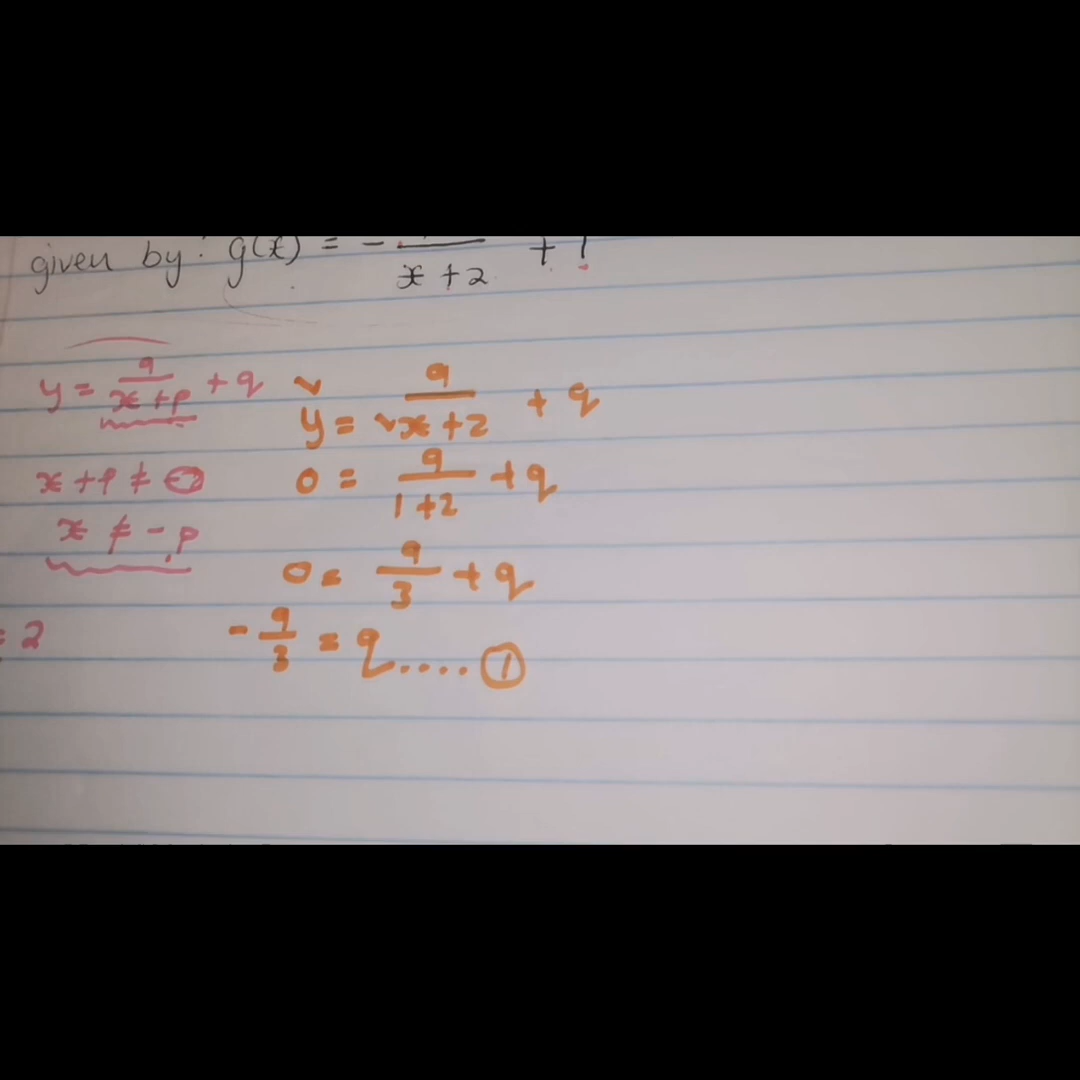 given by: g(x) = - / x + 2 +
y = a/(x + p) + q
x + p ≠ 0
x ≠ - p
= 2
y = a/(x + 2) + q
0 = a/(1 + 2) + q
0 = a/3 + q
- a/3 = q .... ①